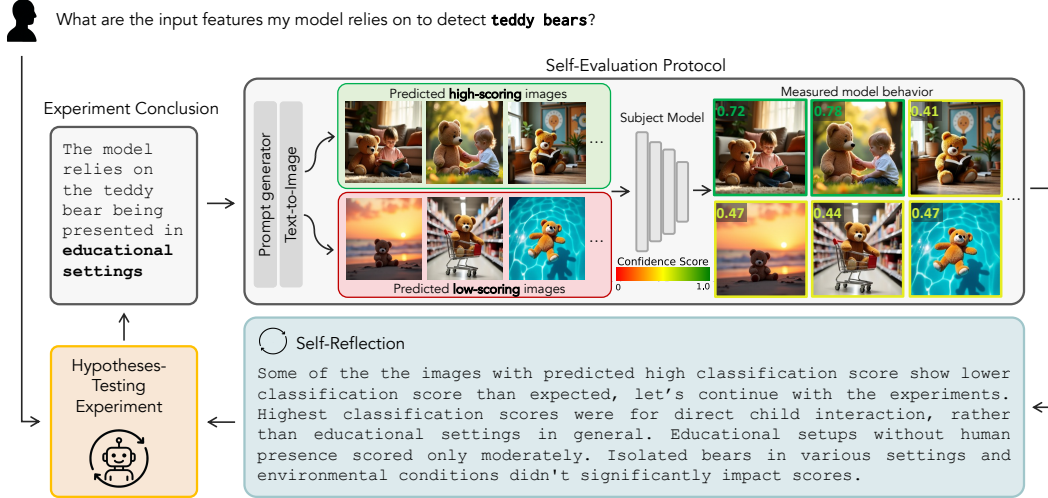 What are the input features my model relies on to detect teddy bears?
Self-Evaluation Protocol
Experiment Conclusion
The model
relies on
the teddy
bear being
presented in
educational
settings
Prompt generator
Text-to-Image
Predicted high-scoring images
...
Predicted low-scoring images
...
Subject Model
Confidence Score
0
1.0
Measured model behavior
0.72
0.78
0.41
0.47
0.44
0.47
...
Hypotheses-
Testing
Experiment
Self-Reflection
Some of the the images with predicted high classification score show lower
classification score than expected, let's continue with the experiments.
Highest classification scores were for direct child interaction, rather
than educational settings in general. Educational setups without human
presence scored only moderately. Isolated bears in various settings and
environmental conditions didn't significantly impact scores.